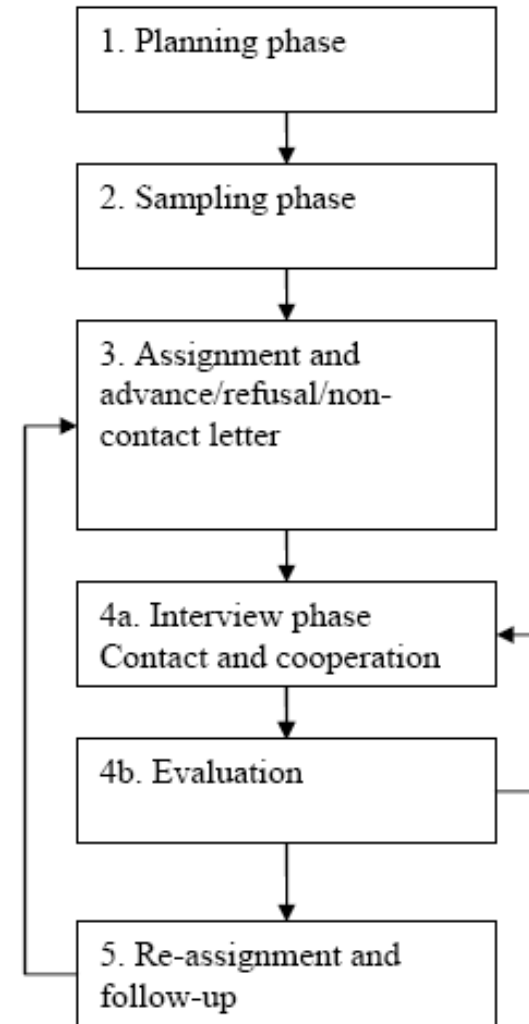 1. Planning phase
2. Sampling phase
3. Assignment and
advance/refusal/non-
contact letter
4a. Interview phase
Contact and cooperation
4b. Evaluation
5. Re-assignment and
follow-up